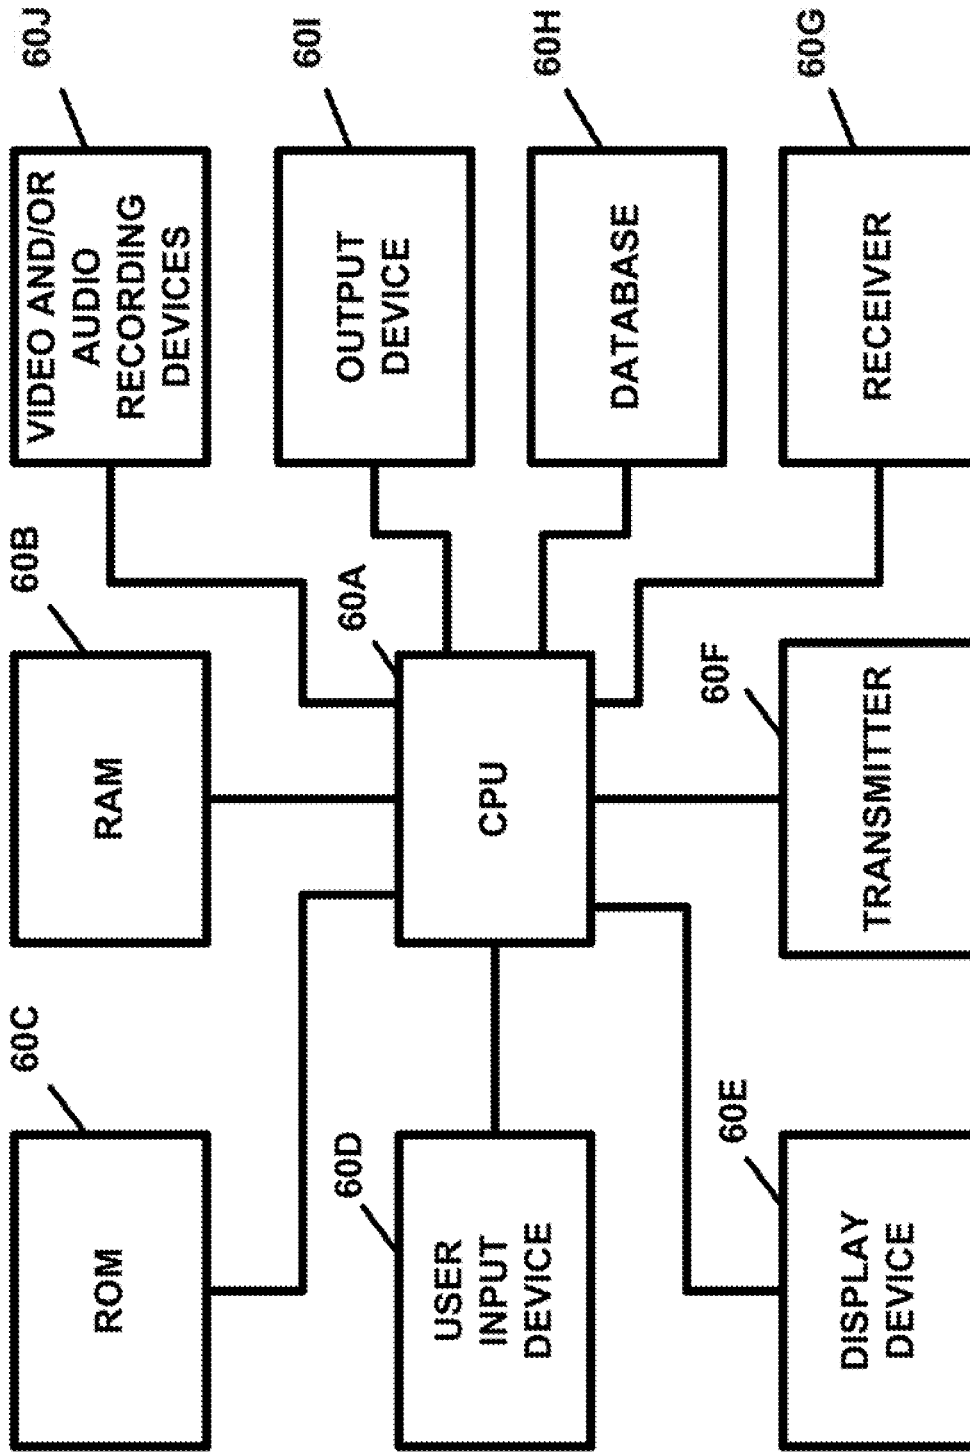 60C
ROM
60B
RAM
60J
VIDEO AND/OR
AUDIO
RECORDING
DEVICES
60D
USER
INPUT
DEVICE
60A
CPU
60I
OUTPUT
DEVICE
60H
DATABASE
60E
DISPLAY
DEVICE
60F
TRANSMITTER
60G
RECEIVER